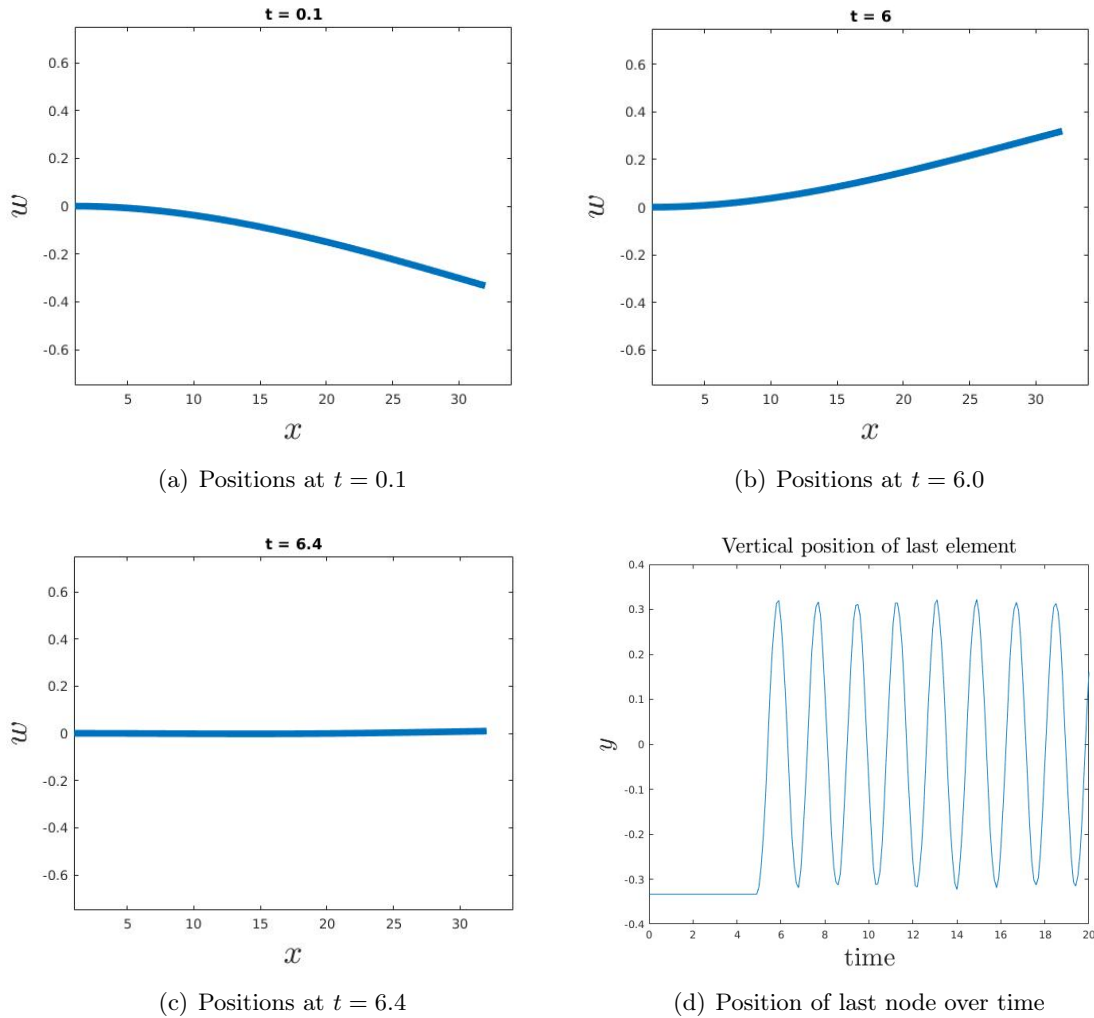 t = 0.1
0.6
0.4
0.2
0
-0.2
-0.4
-0.6
w
5 10 15 20 25 30
x
(a) Positions at t = 0.1
t = 6
0.6
0.4
0.2
0
-0.2
-0.4
-0.6
w
5 10 15 20 25 30
x
(b) Positions at t = 6.0
t = 6.4
0.6
0.4
0.2
0
-0.2
-0.4
-0.6
w
5 10 15 20 25 30
x
(c) Positions at t = 6.4
Vertical position of last element
0.4
0.3
0.2
0.1
0
-0.1
-0.2
-0.3
-0.4
y
0 2 4 6 8 10 12 14 16 18 20
time
(d) Position of last node over time